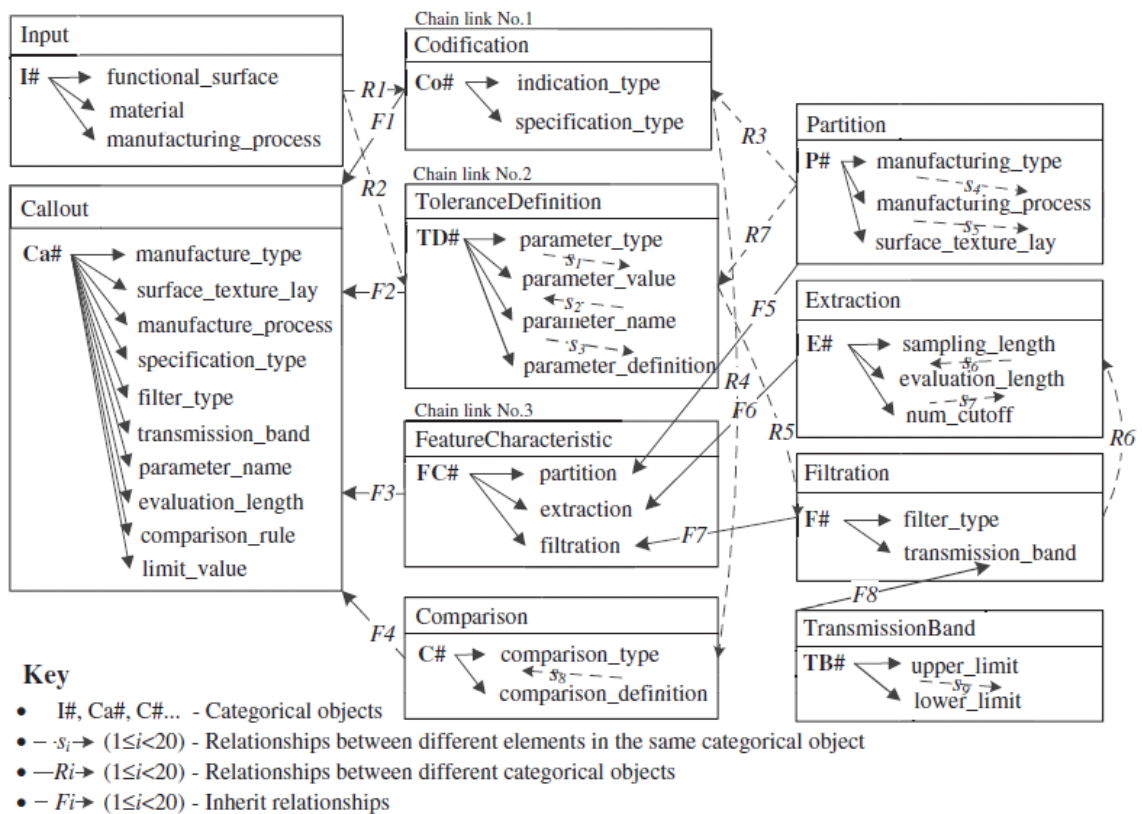 Input
I#
functional_surface
material
manufacturing_process
Callout
Ca#
manufacture_type
surface_texture_lay
manufacture_process
specification_type
filter_type
transmission_band
parameter_name
evaluation_length
comparison_rule
limit_value
R1
F1
R2
F2
F3
F4
Chain link No.1
Codification
Co#
indication_type
specification_type
Chain link No.2
ToleranceDefinition
TD#
parameter_type
s1
parameter_value
s2
parameter_name
s3
parameter_definition
Chain link No.3
FeatureCharacteristic
FC#
partition
extraction
filtration
Comparison
C#
comparison_type
s8
comparison_definition
R3
R7
F5
R4
F6
R5
F7
R6
F8
Partition
P#
manufacturing_type
s4
manufacturing_process
s5
surface_texture_lay
Extraction
E#
sampling_length
s6
evaluation_length
s7
num_cutoff
Filtration
F#
filter_type
transmission_band
TransmissionBand
TB#
upper_limit
s9
lower_limit
Key
• I#, Ca#, C#... - Categorical objects
• – ·si→ (1≤i<20) - Relationships between different elements in the same categorical object
• —Ri→ (1≤i<20) - Relationships between different categorical objects
• – Fi→ (1≤i<20) - Inherit relationships